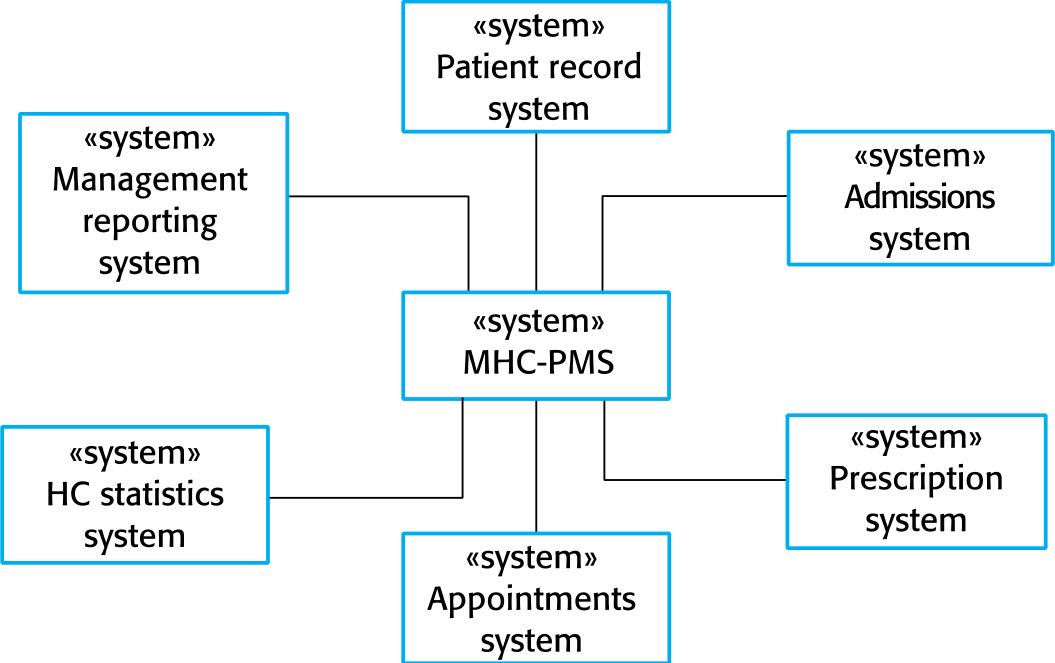 «system»
Patient record
system
«system»
Management
reporting
system
«system»
Admissions
system
«system»
MHC-PMS
«system»
HC statistics
system
«system»
Prescription
system
«system»
Appointments
system